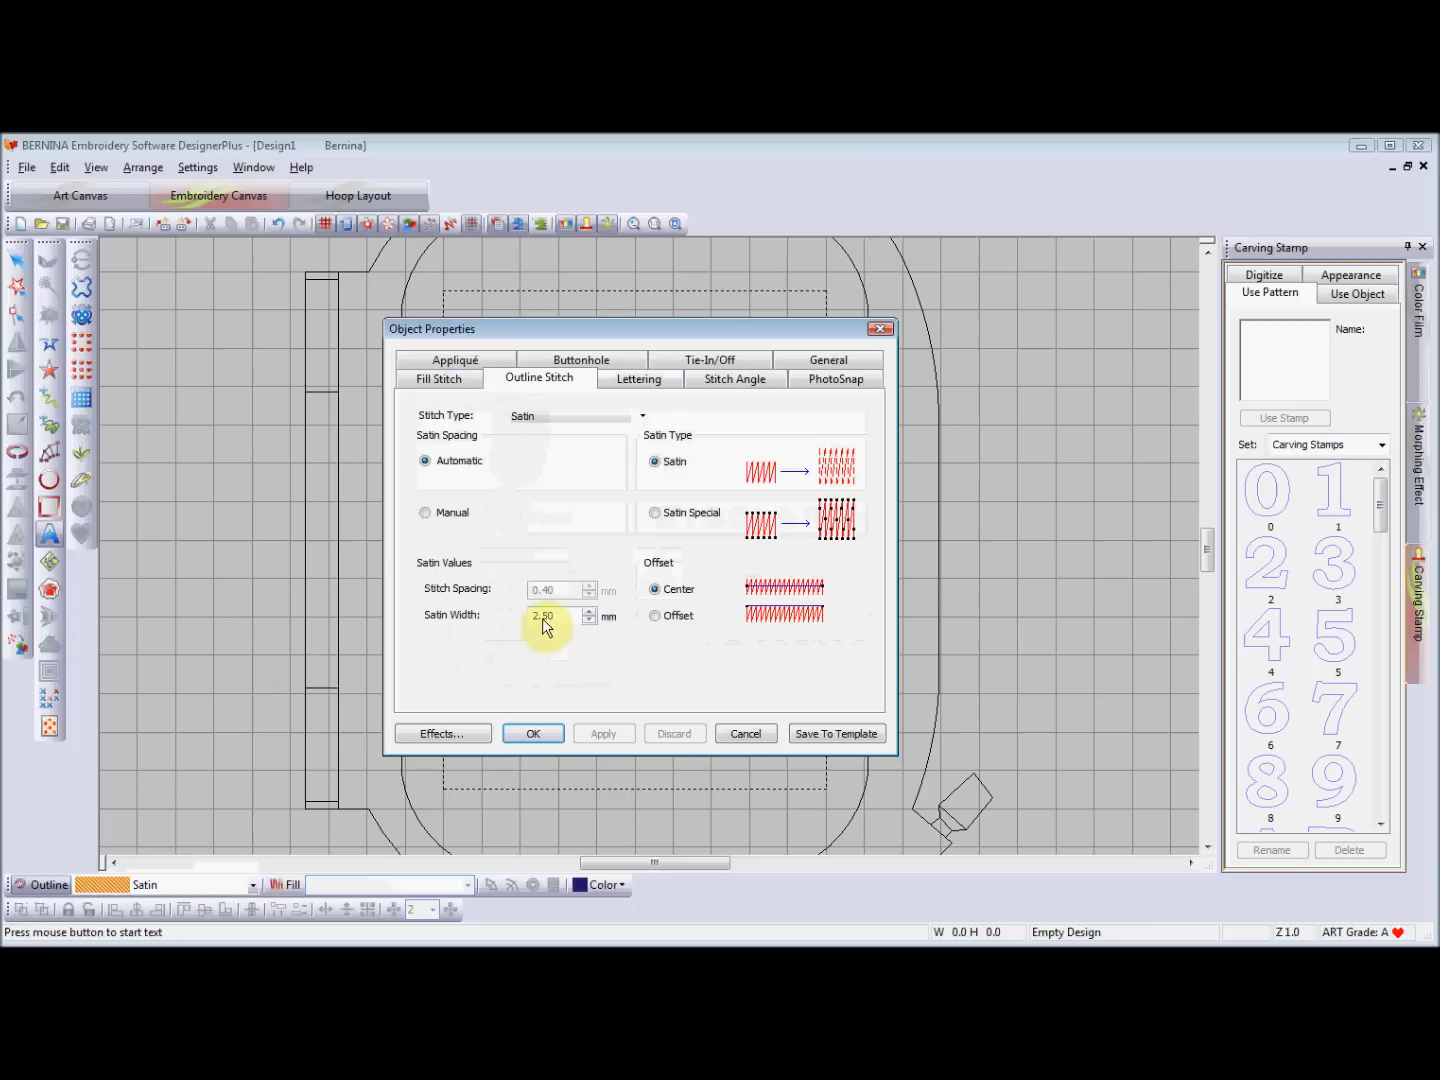 BERNINA Embroidery Software DesignerPlus - [Design1 Bernina]
File Edit View Arrange Settings Window Help
Art Canvas Embroidery Canvas Hoop Layout
Carving Stamp
Digitize Appearance
Use Pattern Use Object
Name:
Use Stamp
Set: Carving Stamps
0 1
2 3
4 5
6 7
8 9
Rename Delete
Color Film
Morphing Effect
Carving Stamp
Object Properties
Appliqué Buttonhole Tie-In/Off General
Fill Stitch Outline Stitch Lettering Stitch Angle PhotoSnap
Stitch Type: Satin
Satin Spacing Satin Type
Automatic Satin
Manual Satin Special
Satin Values Offset
Stitch Spacing: 0.40 mm Center
Satin Width: 2.50 mm Offset
Effects... OK Apply Discard Cancel Save To Template
Outline Satin Fill Color
2
Press mouse button to start text W 0.0 H 0.0 Empty Design Z 1.0 ART Grade: A